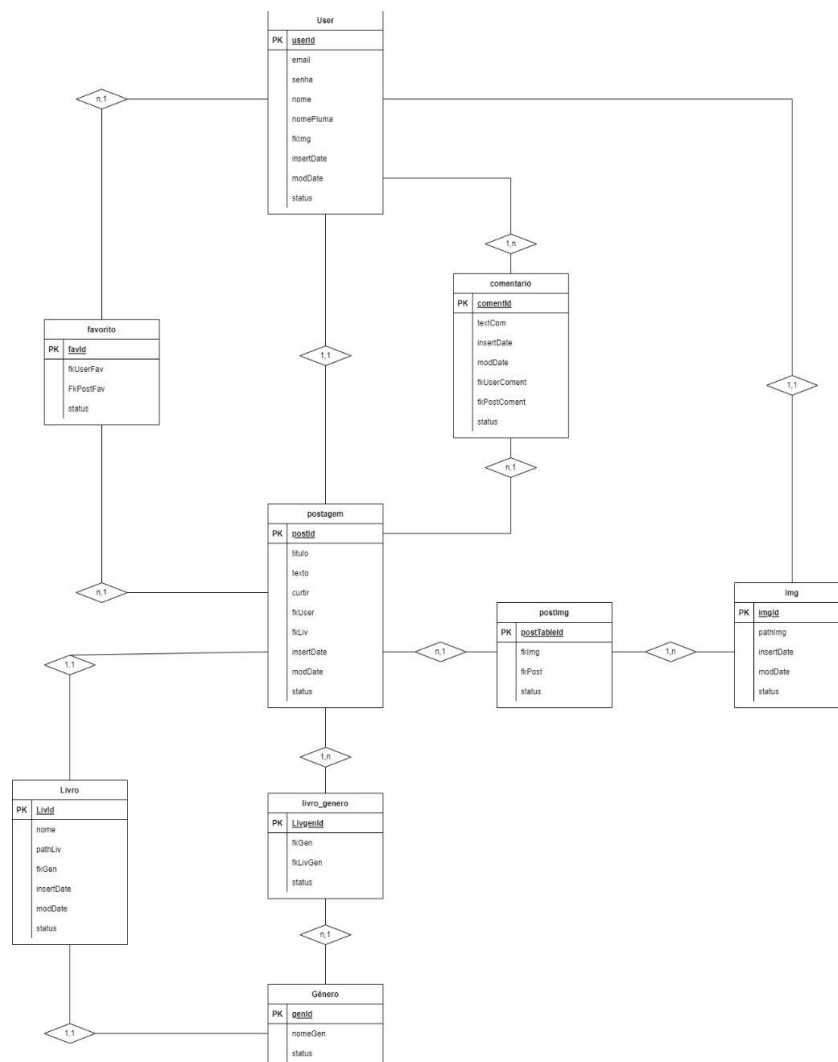 User
PK userId
email
senha
nome
nomePluma
fkImg
insertDate
modDate
status
n,1
1,n
comentario
PK comentId
textCom
insertDate
modDate
fkUserComent
fkPostComent
status
favorito
PK favId
fkUserFav
FkPostFav
status
1,1
1,1
n,1
postagem
PK postId
titulo
texto
curtir
fkUser
fkLiv
insertDate
modDate
status
n,1
postImg
PK postTableId
fkImg
fkPost
status
Img
PK imgId
pathImg
insertDate
modDate
status
n,1
1,n
1,1
1,n
Livro
PK LivId
nome
pathLiv
fkGen
insertDate
modDate
status
livro_genero
PK LivgenId
fkGen
fkLivGen
status
n,1
Gênero
PK genId
nomeGen
status
1,1